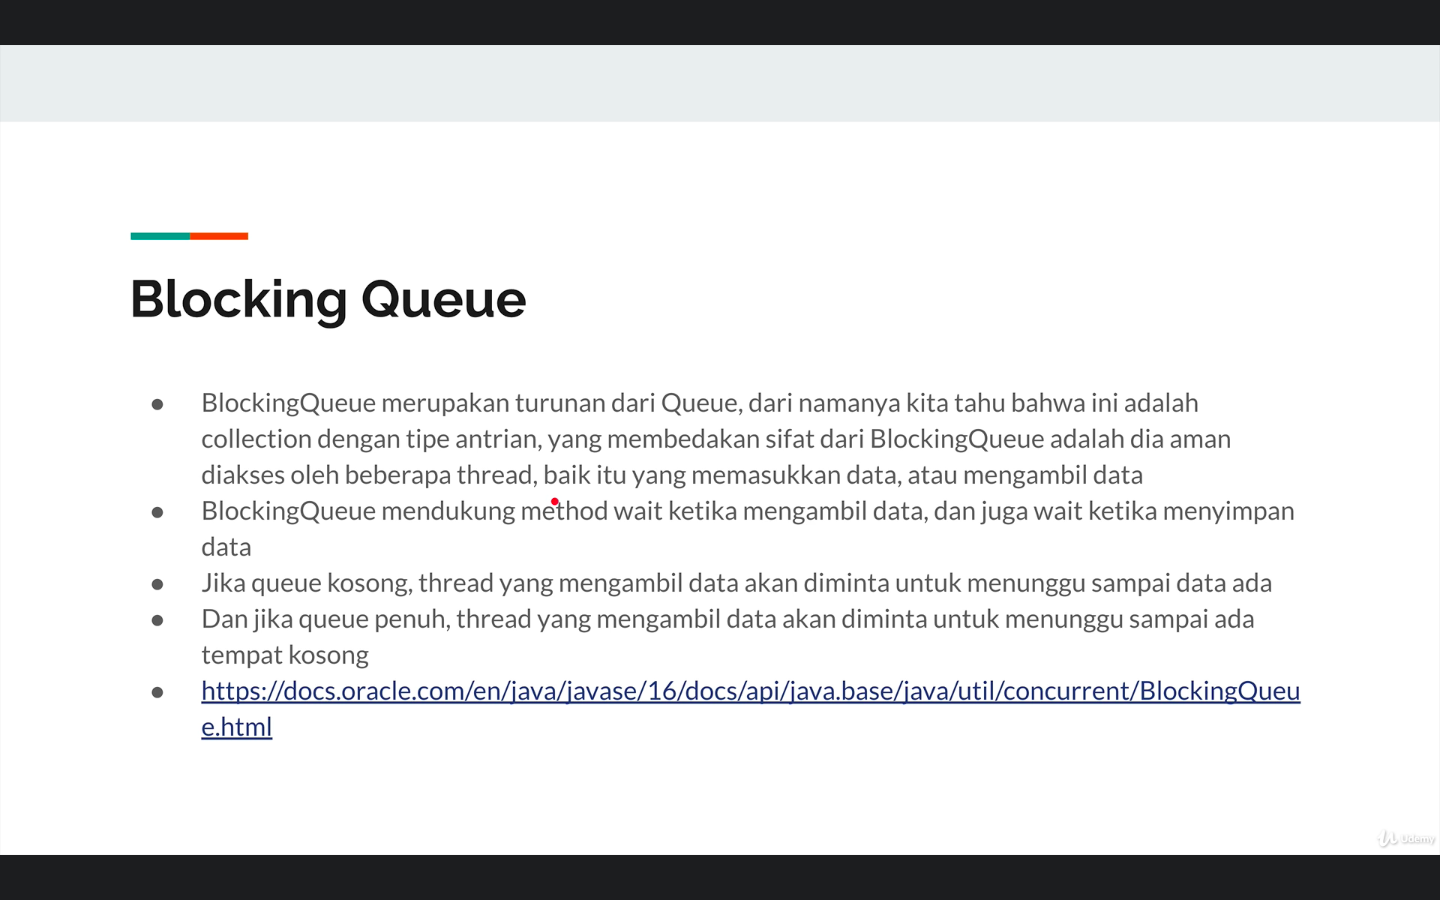 Blocking Queue
● BlockingQueue merupakan turunan dari Queue, dari namanya kita tahu bahwa ini adalah
collection dengan tipe antrian, yang membedakan sifat dari BlockingQueue adalah dia aman
diakses oleh beberapa thread, baik itu yang memasukkan data, atau mengambil data
● BlockingQueue mendukung method wait ketika mengambil data, dan juga wait ketika menyimpan
data
● Jika queue kosong, thread yang mengambil data akan diminta untuk menunggu sampai data ada
● Dan jika queue penuh, thread yang mengambil data akan diminta untuk menunggu sampai ada
tempat kosong
● https://docs.oracle.com/en/java/javase/16/docs/api/java.base/java/util/concurrent/BlockingQueu
e.html
Udemy